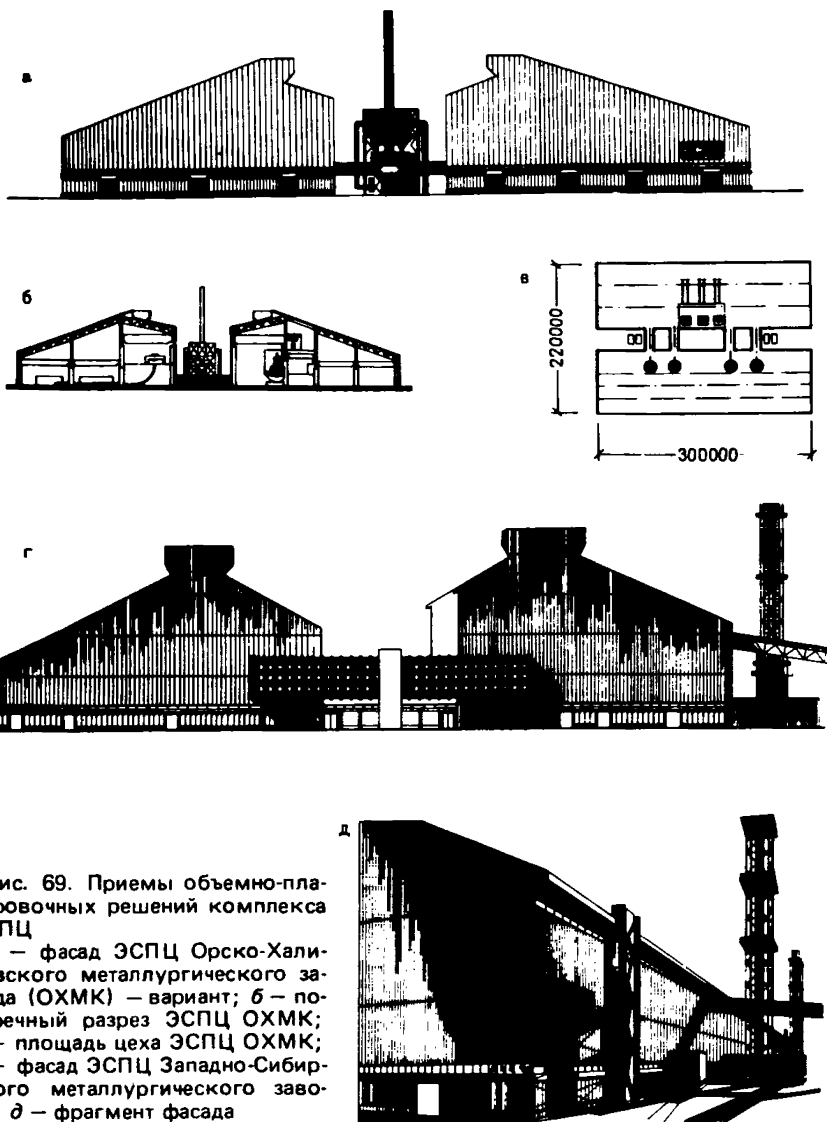 а
б
в
220000
300000
г
д
ис. 69. Приемы объемно-пла-
ровочных решений комплекса
ПЦ
— фасад ЭСПЦ Орско-Хали-
вского металлургического за-
да (ОХМК) — вариант; б — по-
речный разрез ЭСПЦ ОХМК;
— площадь цеха ЭСПЦ ОХМК;
— фасад ЭСПЦ Западно-Сибир-
ого металлургического заво-
д — фрагмент фасада